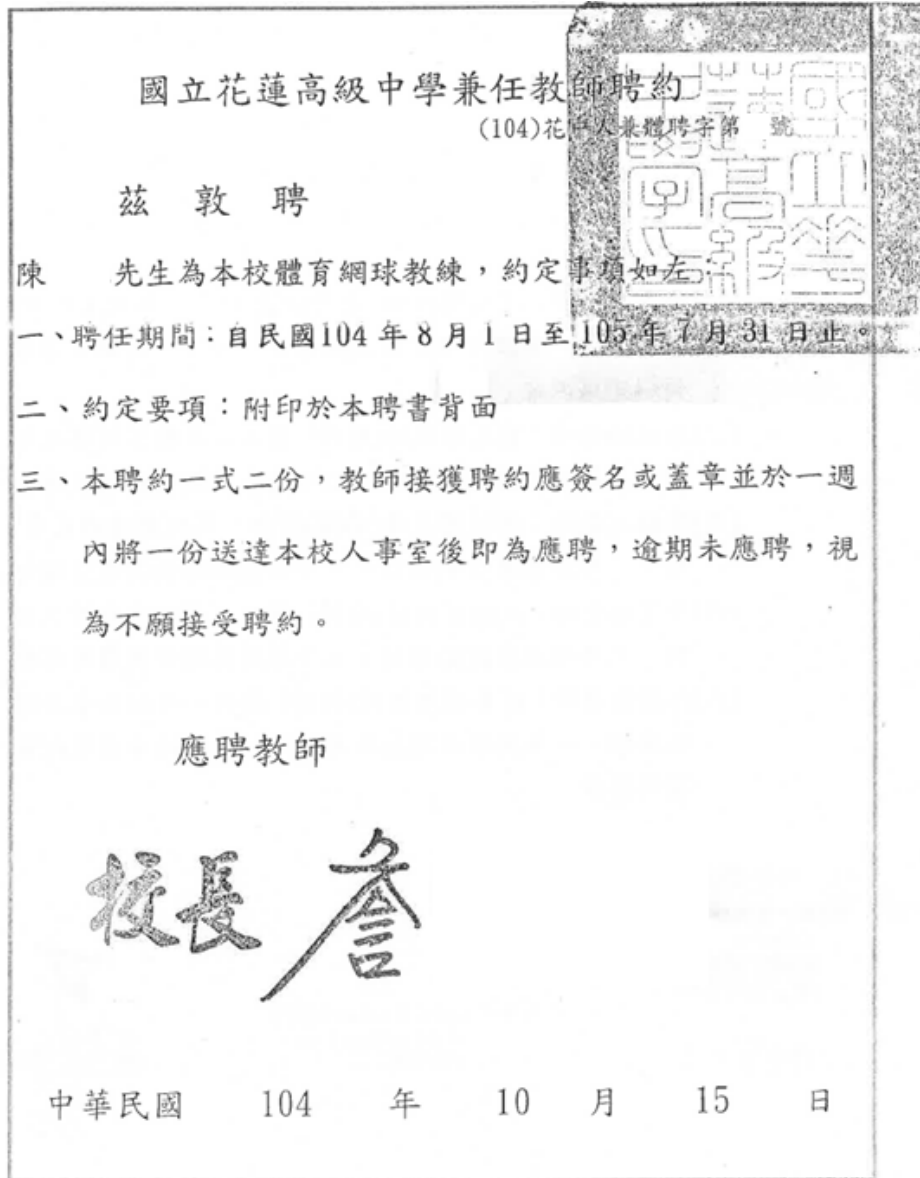 國立花蓮高級中學兼任教師聘約
(104)花中人兼體聘字第 號
茲 敦 聘
陳 先生為本校體育網球教練，約定事項如左：
一、聘任期間：自民國104年8月1日至105年7月31日止。
二、約定要項：附印於本聘書背面
三、本聘約一式二份，教師接獲聘約應簽名或蓋章並於一週
內將一份送達本校人事室後即為應聘，逾期未應聘，視
為不願接受聘約。
應聘教師
校長 詹
中華民國 104 年 10 月 15 日